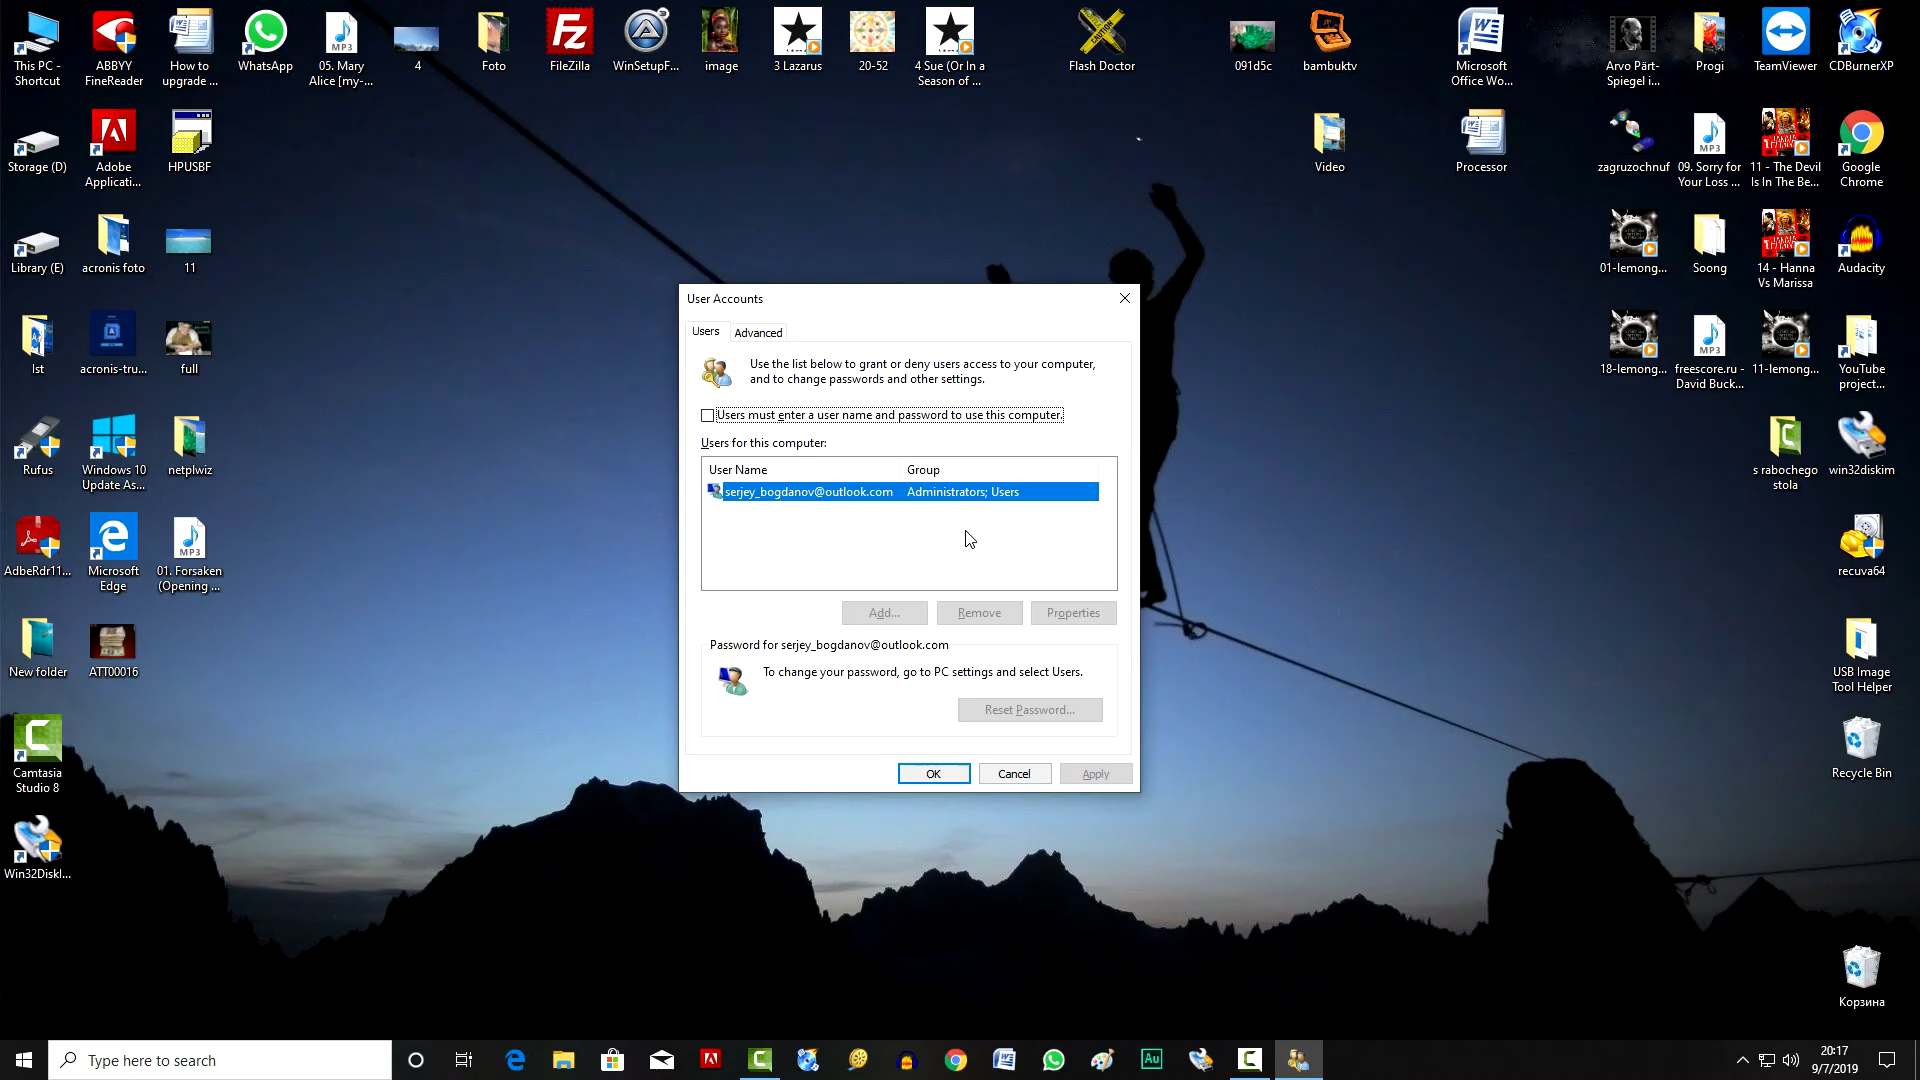 This PC -
Shortcut
ABBYY
FineReader
How to
upgrade ...
WhatsApp
05. Mary
Alice [my-...
4
Foto
FileZilla
WinSetupF...
image
3 Lazarus
20-52
4 Sue (Or In a
Season of ...
Flash Doctor
091d5c
bambuktv
Microsoft
Office Wo...
Arvo Pärt-
Spiegel i...
Progi
TeamViewer
CDBurnerXP
Storage (D)
Adobe
Applicati...
HPUSBF
Video
Processor
zagruzochnuf
09. Sorry for
Your Loss ...
11 - The Devil
Is In The Be...
Google
Chrome
Library (E)
acronis foto
11
01-lemong...
Soong
14 - Hanna
Vs Marissa
Audacity
lst
acronis-tru...
full
18-lemong...
freescore.ru -
David Buck...
11-lemong...
YouTube
project...
Rufus
Windows 10
Update As...
netplwiz
s rabochego
stola
win32diskim
AdbeRdr11...
Microsoft
Edge
01. Forsaken
(Opening ...
recuva64
New folder
ATT00016
USB Image
Tool Helper
Camtasia
Studio 8
Recycle Bin
Win32DiskI...
Корзина
User Accounts
Users
Advanced
Use the list below to grant or deny users access to your computer,
and to change passwords and other settings.
Users must enter a user name and password to use this computer.
Users for this computer:
User Name
Group
serjey_bogdanov@outlook.com
Administrators; Users
Add...
Remove
Properties
Password for serjey_bogdanov@outlook.com
To change your password, go to PC settings and select Users.
Reset Password...
OK
Cancel
Apply
Type here to search
20:17
9/7/2019